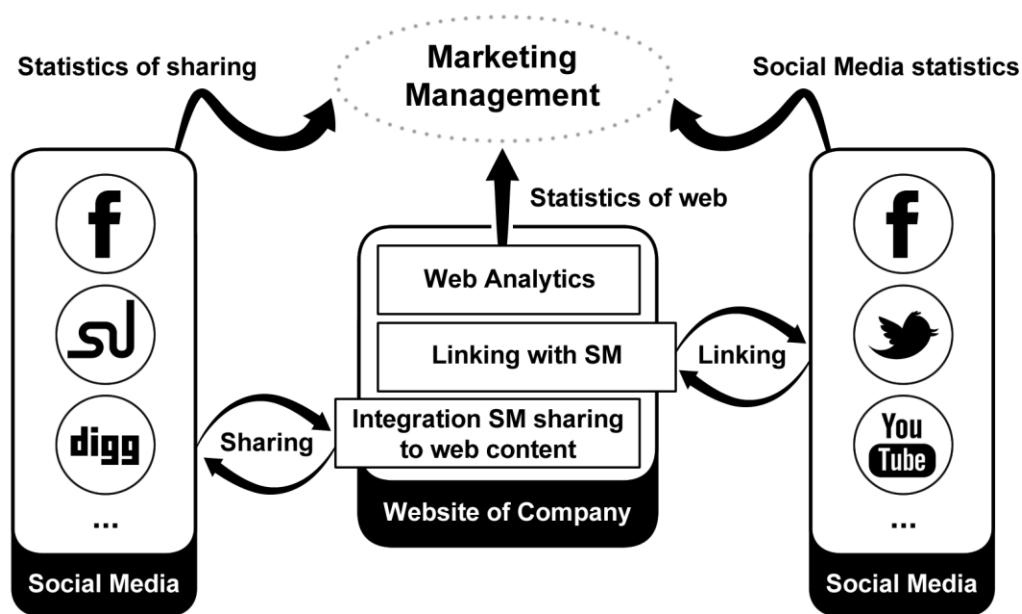 Marketing
Management
Statistics of sharing
Social Media statistics
Statistics of web
f
su
digg
...
Social Media
Web Analytics
Linking with SM
Integration SM sharing
to web content
Website of Company
Sharing
Linking
f
You
Tube
...
Social Media